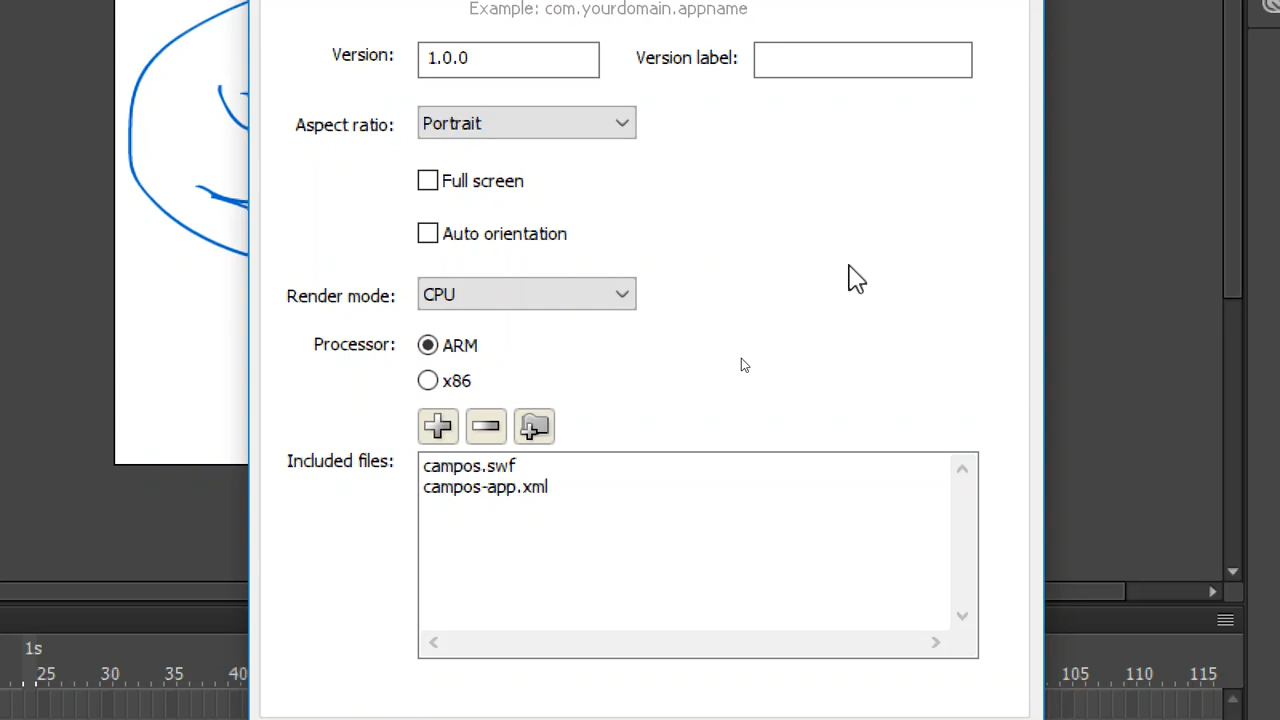 Example: com.yourdomain.appname
Version: 1.0.0 Version label:
Aspect ratio: Portrait
Full screen
Auto orientation
Render mode: CPU
Processor: ARM
x86
Included files:
campos.swf
campos-app.xml
1s
25 30 35 40 105 110 115